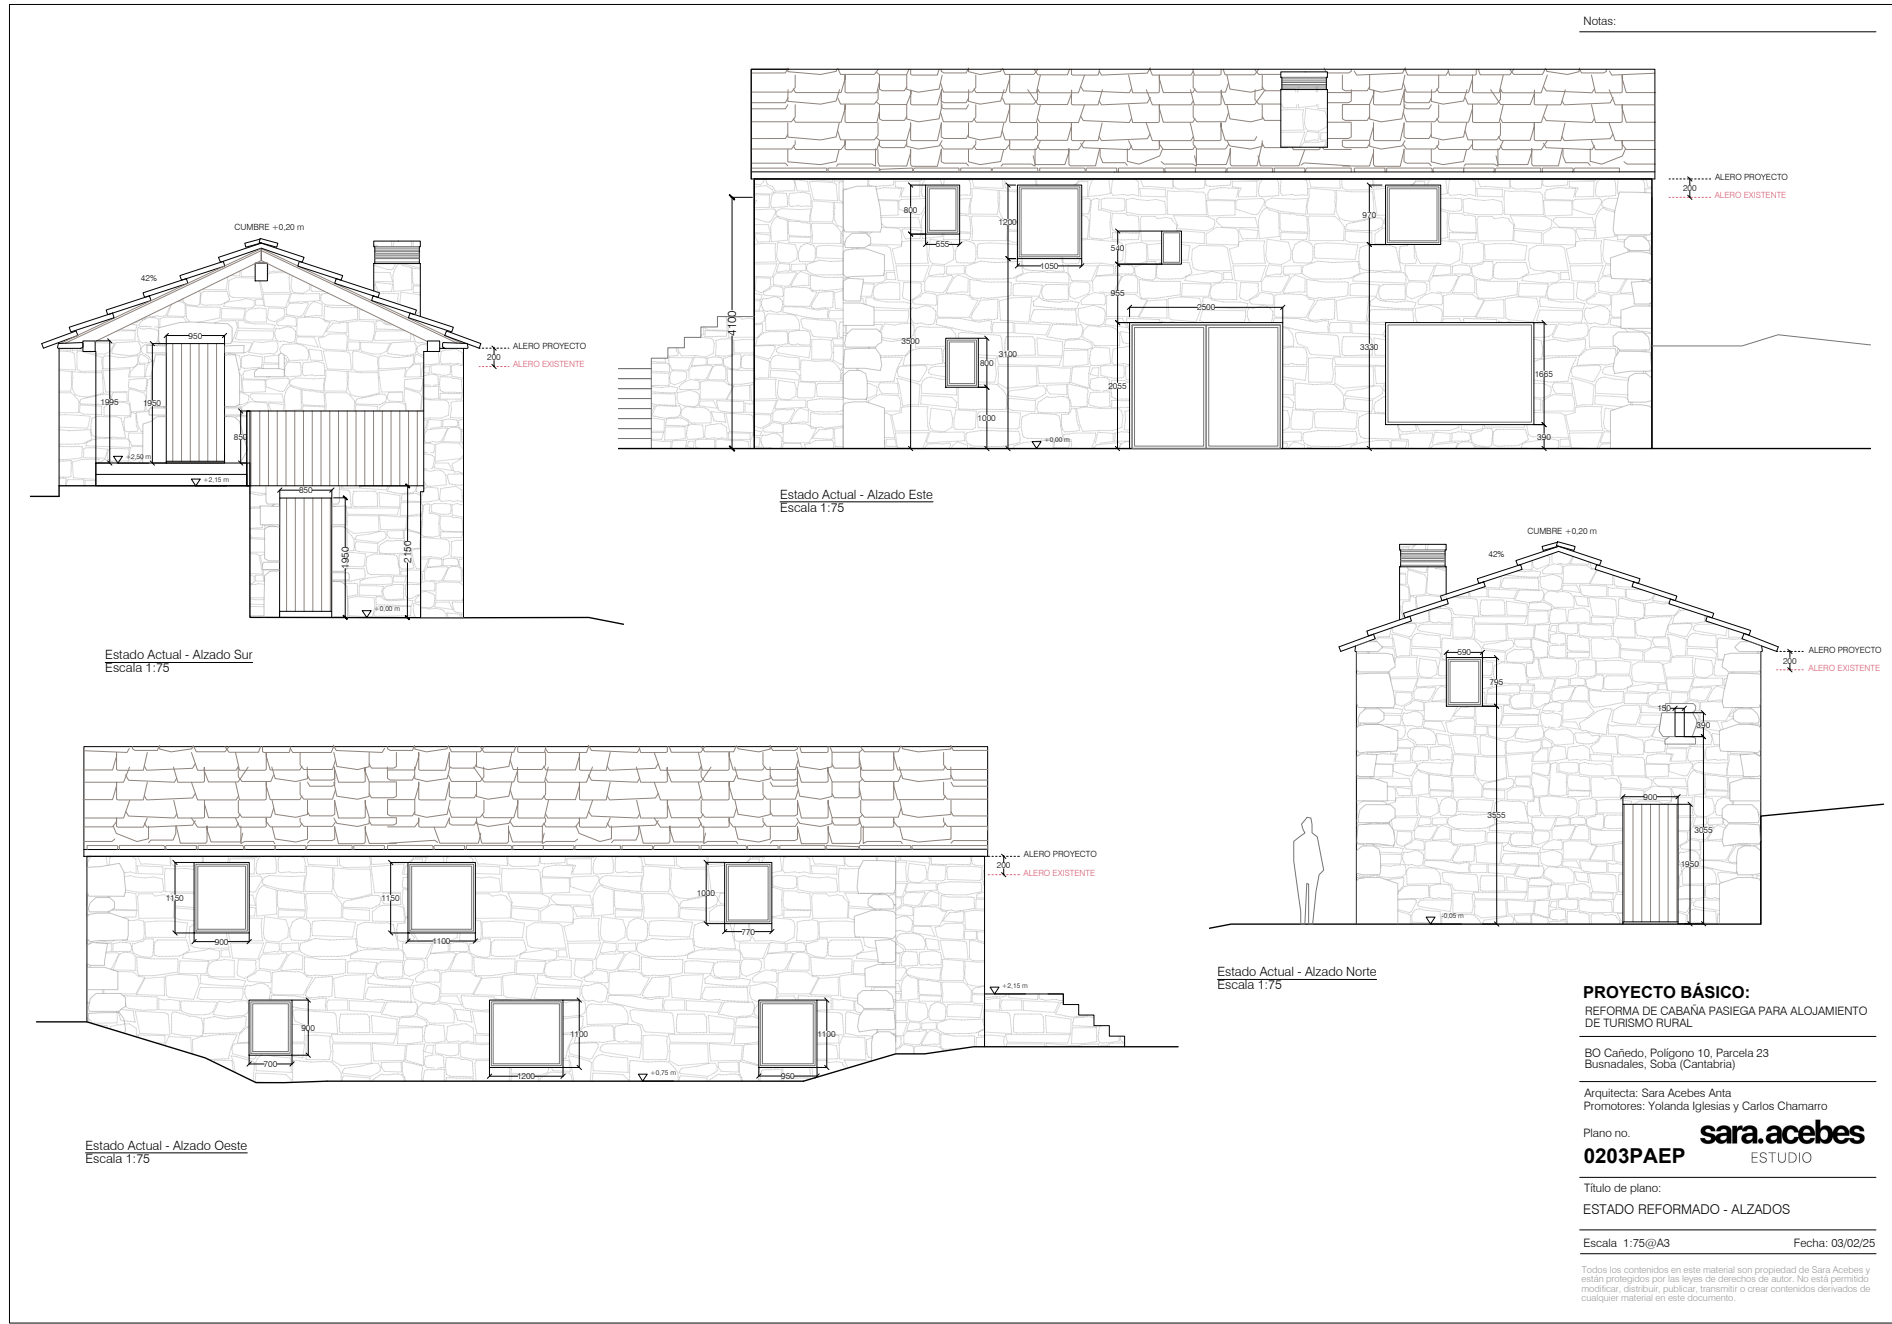 Notas:
ALERO PROYECTO
200
ALERO EXISTENTE
800
555
1200
1050
540
955
970
2500
4100
3500
800
1000
3100
2055
3330
1665
390
+0,00 m
Estado Actual - Alzado Este
Escala 1:75
CUMBRE +0,20 m
42%
950
ALERO PROYECTO
200
ALERO EXISTENTE
1995
1950
850
+2,50 m
+2,15 m
850
1950
2150
+0,00 m
Estado Actual - Alzado Sur
Escala 1:75
CUMBRE +0,20 m
42%
ALERO PROYECTO
200
ALERO EXISTENTE
590
795
150
390
3555
900
3055
1950
-0,05 m
Estado Actual - Alzado Norte
Escala 1:75
ALERO PROYECTO
200
ALERO EXISTENTE
1150
900
1150
1100
1000
770
900
700
1100
1200
1100
950
+2,15 m
+0,75 m
Estado Actual - Alzado Oeste
Escala 1:75
PROYECTO BÁSICO:
REFORMA DE CABAÑA PASIEGA PARA ALOJAMIENTO
DE TURISMO RURAL
BO Cañedo, Polígono 10, Parcela 23
Busnadales, Soba (Cantabria)
Arquitecta: Sara Acebes Anta
Promotores: Yolanda Iglesias y Carlos Chamarro
Plano no.
0203PAEP
sara.acebes
ESTUDIO
Título de plano:
ESTADO REFORMADO - ALZADOS
Escala 1:75@A3
Fecha: 03/02/25
Todos los contenidos en este material son propiedad de Sara Acebes y
están protegidos por las leyes de derechos de autor. No está permitido
modificar, distribuir, publicar, transmitir o crear contenidos derivados de
cualquier material en este documento.